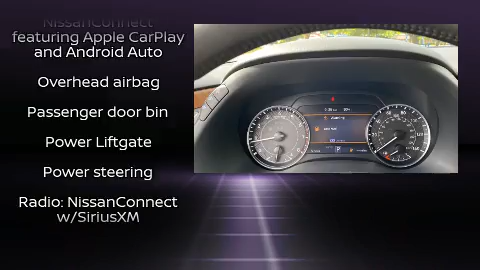 NissanConnect
featuring Apple CarPlay
and Android Auto
Overhead airbag
Passenger door bin
Power Liftgate
Power steering
Radio: NissanConnect
w/SiriusXM
Warning